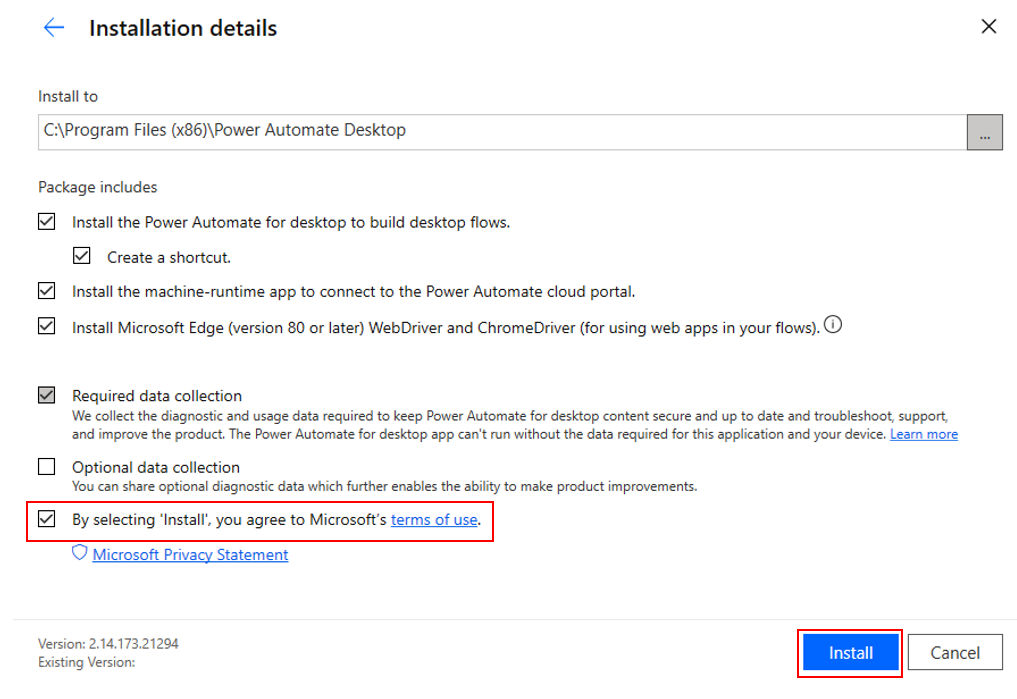 Installation details
Install to
C:\Program Files (x86)\Power Automate Desktop
...
Package includes
Install the Power Automate for desktop to build desktop flows.
Create a shortcut.
Install the machine-runtime app to connect to the Power Automate cloud portal.
Install Microsoft Edge (version 80 or later) WebDriver and ChromeDriver (for using web apps in your flows).
Required data collection
We collect the diagnostic and usage data required to keep Power Automate for desktop content secure and up to date and troubleshoot, support,
and improve the product. The Power Automate for desktop app can't run without the data required for this application and your device. Learn more
Optional data collection
You can share optional diagnostic data which further enables the ability to make product improvements.
By selecting 'Install', you agree to Microsoft's terms of use.
Microsoft Privacy Statement
Version: 2.14.173.21294
Existing Version:
Install
Cancel